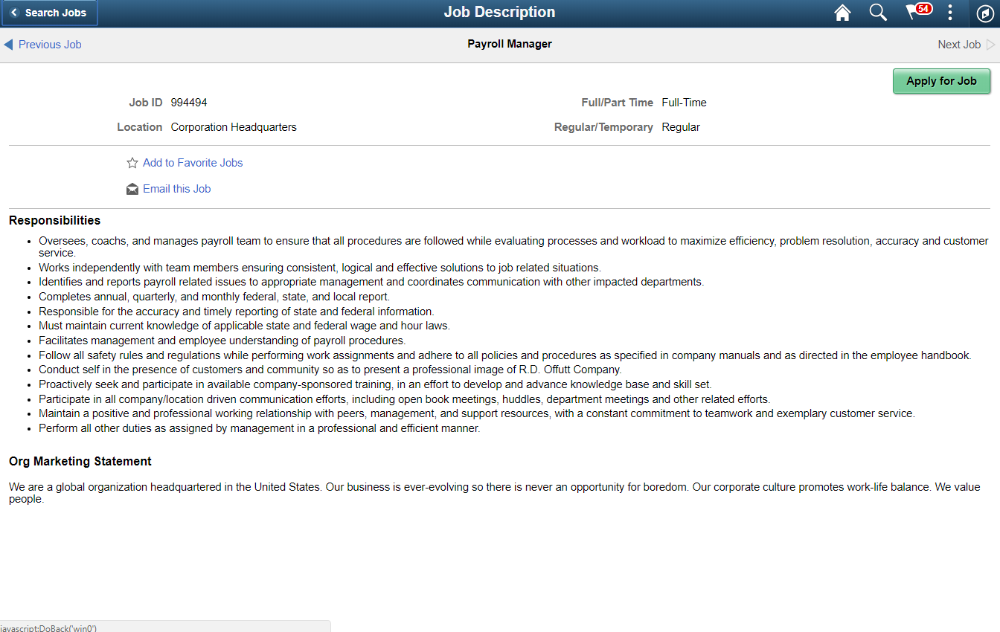 Search Jobs
Job Description
54
Previous Job
Payroll Manager
Next Job
Apply for Job
Job ID 994494
Full/Part Time Full-Time
Location Corporation Headquarters
Regular/Temporary Regular
Add to Favorite Jobs
Email this Job
Responsibilities
• Oversees, coachs, and manages payroll team to ensure that all procedures are followed while evaluating processes and workload to maximize efficiency, problem resolution, accuracy and customer
service.
• Works independently with team members ensuring consistent, logical and effective solutions to job related situations.
• Identifies and reports payroll related issues to appropriate management and coordinates communication with other impacted departments.
• Completes annual, quarterly, and monthly federal, state, and local report.
• Responsible for the accuracy and timely reporting of state and federal information.
• Must maintain current knowledge of applicable state and federal wage and hour laws.
• Facilitates management and employee understanding of payroll procedures.
• Follow all safety rules and regulations while performing work assignments and adhere to all policies and procedures as specified in company manuals and as directed in the employee handbook.
• Conduct self in the presence of customers and community so as to present a professional image of R.D. Offutt Company.
• Proactively seek and participate in available company-sponsored training, in an effort to develop and advance knowledge base and skill set.
• Participate in all company/location driven communication efforts, including open book meetings, huddles, department meetings and other related efforts.
• Maintain a positive and professional working relationship with peers, management, and support resources, with a constant commitment to teamwork and exemplary customer service.
• Perform all other duties as assigned by management in a professional and efficient manner.
Org Marketing Statement
We are a global organization headquartered in the United States. Our business is ever-evolving so there is never an opportunity for boredom. Our corporate culture promotes work-life balance. We value
people.
javascript:DoBack('win0')